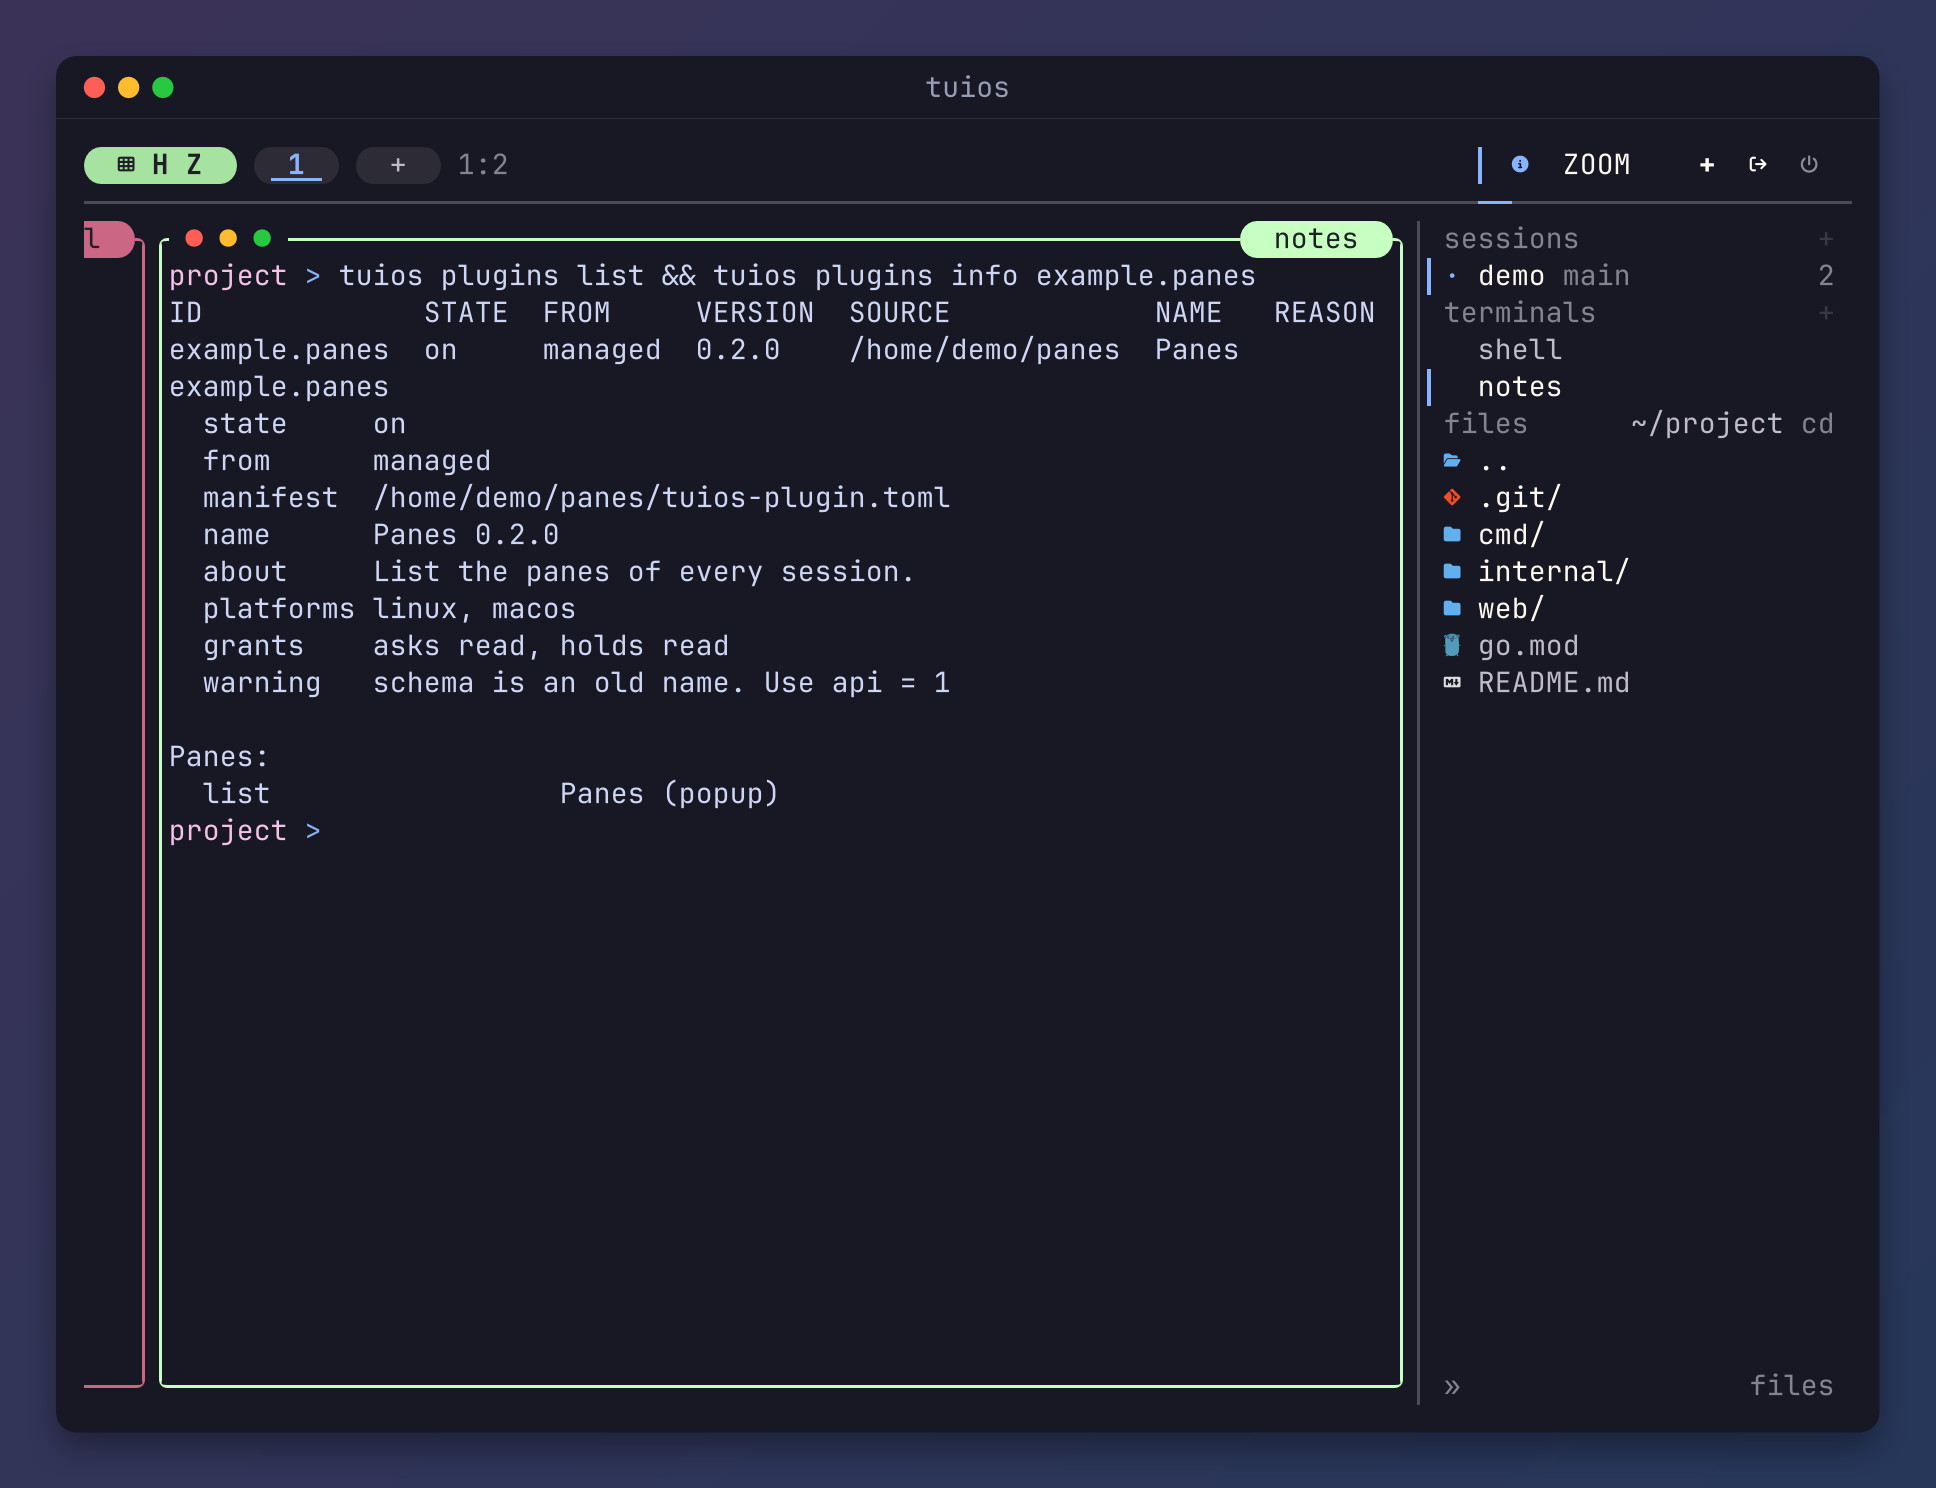 tuios
H Z 1 + 1:2 ZOOM + 
l notes
project > tuios plugins list && tuios plugins info example.panes
ID STATE FROM VERSION SOURCE NAME REASON
example.panes on managed 0.2.0 /home/demo/panes Panes
example.panes
state on
from managed
manifest /home/demo/panes/tuios-plugin.toml
name Panes 0.2.0
about List the panes of every session.
platforms linux, macos
grants asks read, holds read
warning schema is an old name. Use api = 1
Panes:
list Panes (popup)
project >
sessions +
· demo main 2
terminals +
shell
notes
files ~/project cd
..
.git/
cmd/
internal/
web/
go.mod
README.md
» files